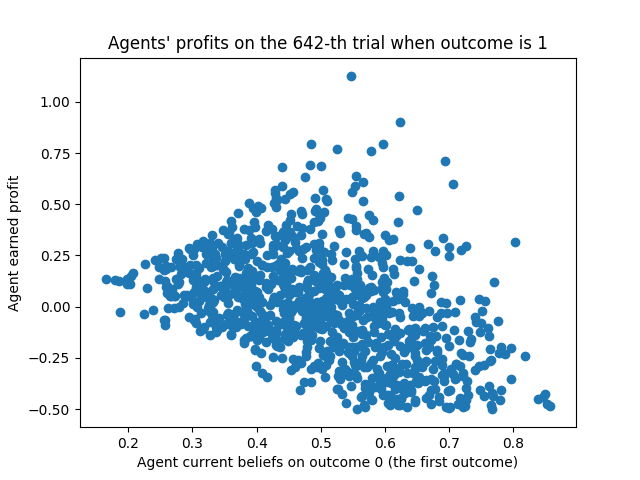 Agents' profits on the 642-th trial when outcome is 1
1.00
0.75
0.50
0.25
0.00
−0.25
−0.50
Agent earned profit
0.2 0.3 0.4 0.5 0.6 0.7 0.8
Agent current beliefs on outcome 0 (the first outcome)